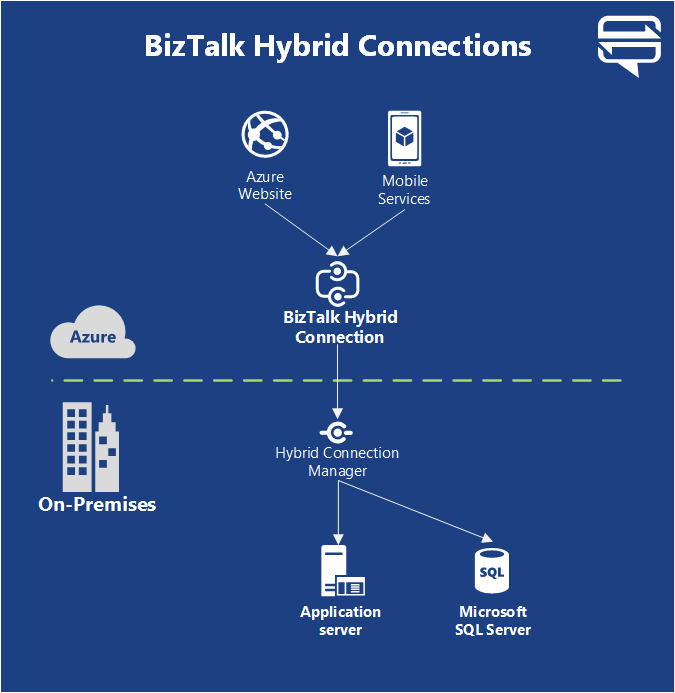 BizTalk Hybrid Connections
Azure
Website
Mobile
Services
BizTalk Hybrid
Connection
Azure
Hybrid Connection
Manager
On-Premises
SQL
Application
server
Microsoft
SQL Server